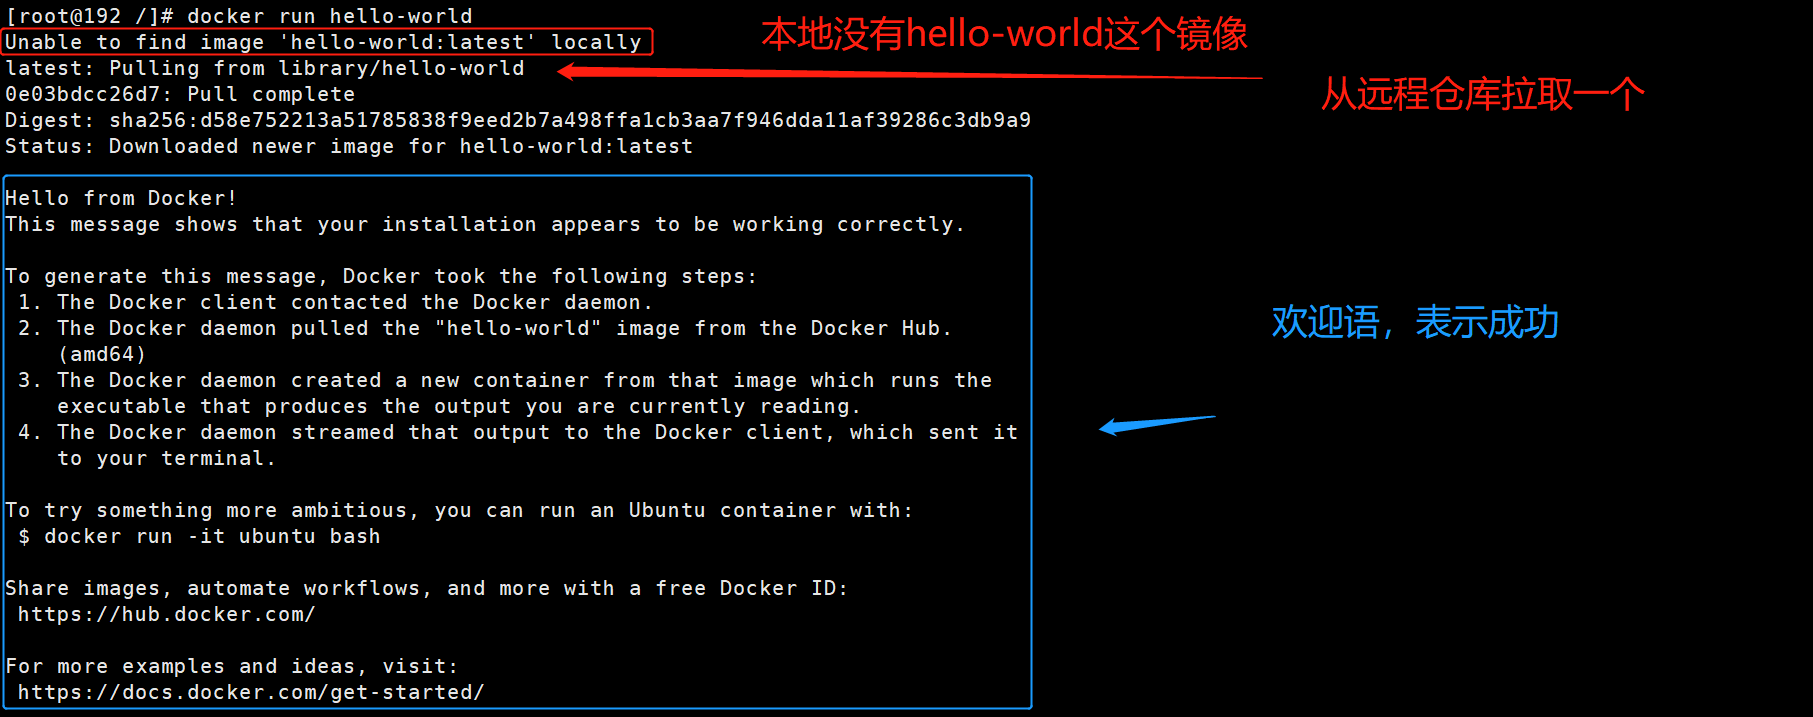 [root@192 /]# docker run hello-world
Unable to find image 'hello-world:latest' locally
本地没有hello-world这个镜像
latest: Pulling from library/hello-world
从远程仓库拉取一个
0e03bdcc26d7: Pull complete
Digest: sha256:d58e752213a51785838f9eed2b7a498ffa1cb3aa7f946dda11af39286c3db9a9
Status: Downloaded newer image for hello-world:latest
Hello from Docker!
This message shows that your installation appears to be working correctly.
To generate this message, Docker took the following steps:
1. The Docker client contacted the Docker daemon.
2. The Docker daemon pulled the "hello-world" image from the Docker Hub.
(amd64)
欢迎语，表示成功
3. The Docker daemon created a new container from that image which runs the
executable that produces the output you are currently reading.
4. The Docker daemon streamed that output to the Docker client, which sent it
to your terminal.
To try something more ambitious, you can run an Ubuntu container with:
$ docker run -it ubuntu bash
Share images, automate workflows, and more with a free Docker ID:
https://hub.docker.com/
For more examples and ideas, visit:
https://docs.docker.com/get-started/